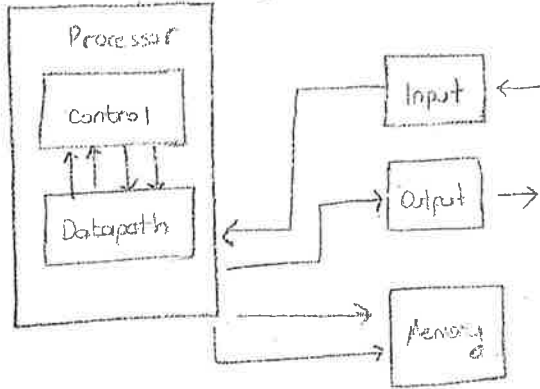 Processor
Control
Datapath
Input
Output
Memory